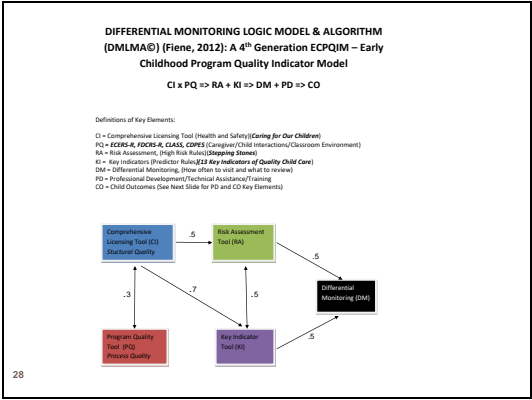 DIFFERENTIAL MONITORING LOGIC MODEL & ALGORITHM
(DMLMA©) (Fiene, 2012): A 4th Generation ECPQIM – Early
Childhood Program Quality Indicator Model
CI x PQ => RA + KI => DM + PD => CO
Definitions of Key Elements:
CI = Comprehensive Licensing Tool (Health and Safety)(Caring for Our Children)
PQ = ECERS-R, FDCRS-R, CLASS, CDPES (Caregiver/Child Interactions/Classroom Environment)
RA = Risk Assessment, (High Risk Rules)(Stepping Stones)
KI = Key Indicators (Predictor Rules)(13 Key Indicators of Quality Child Care)
DM = Differential Monitoring, (How often to visit and what to review)
PD = Professional Development/Technical Assistance/Training
CO = Child Outcomes (See Next Slide for PD and CO Key Elements)
Comprehensive
Licensing Tool (CI)
Stuctural Quality
.5
Risk Assessment
Tool (RA)
.5
Differential
Monitoring (DM)
.3
.7
.5
.5
Program Quality
Tool (PQ)
Process Quality
Key Indicator
Tool (KI)
28